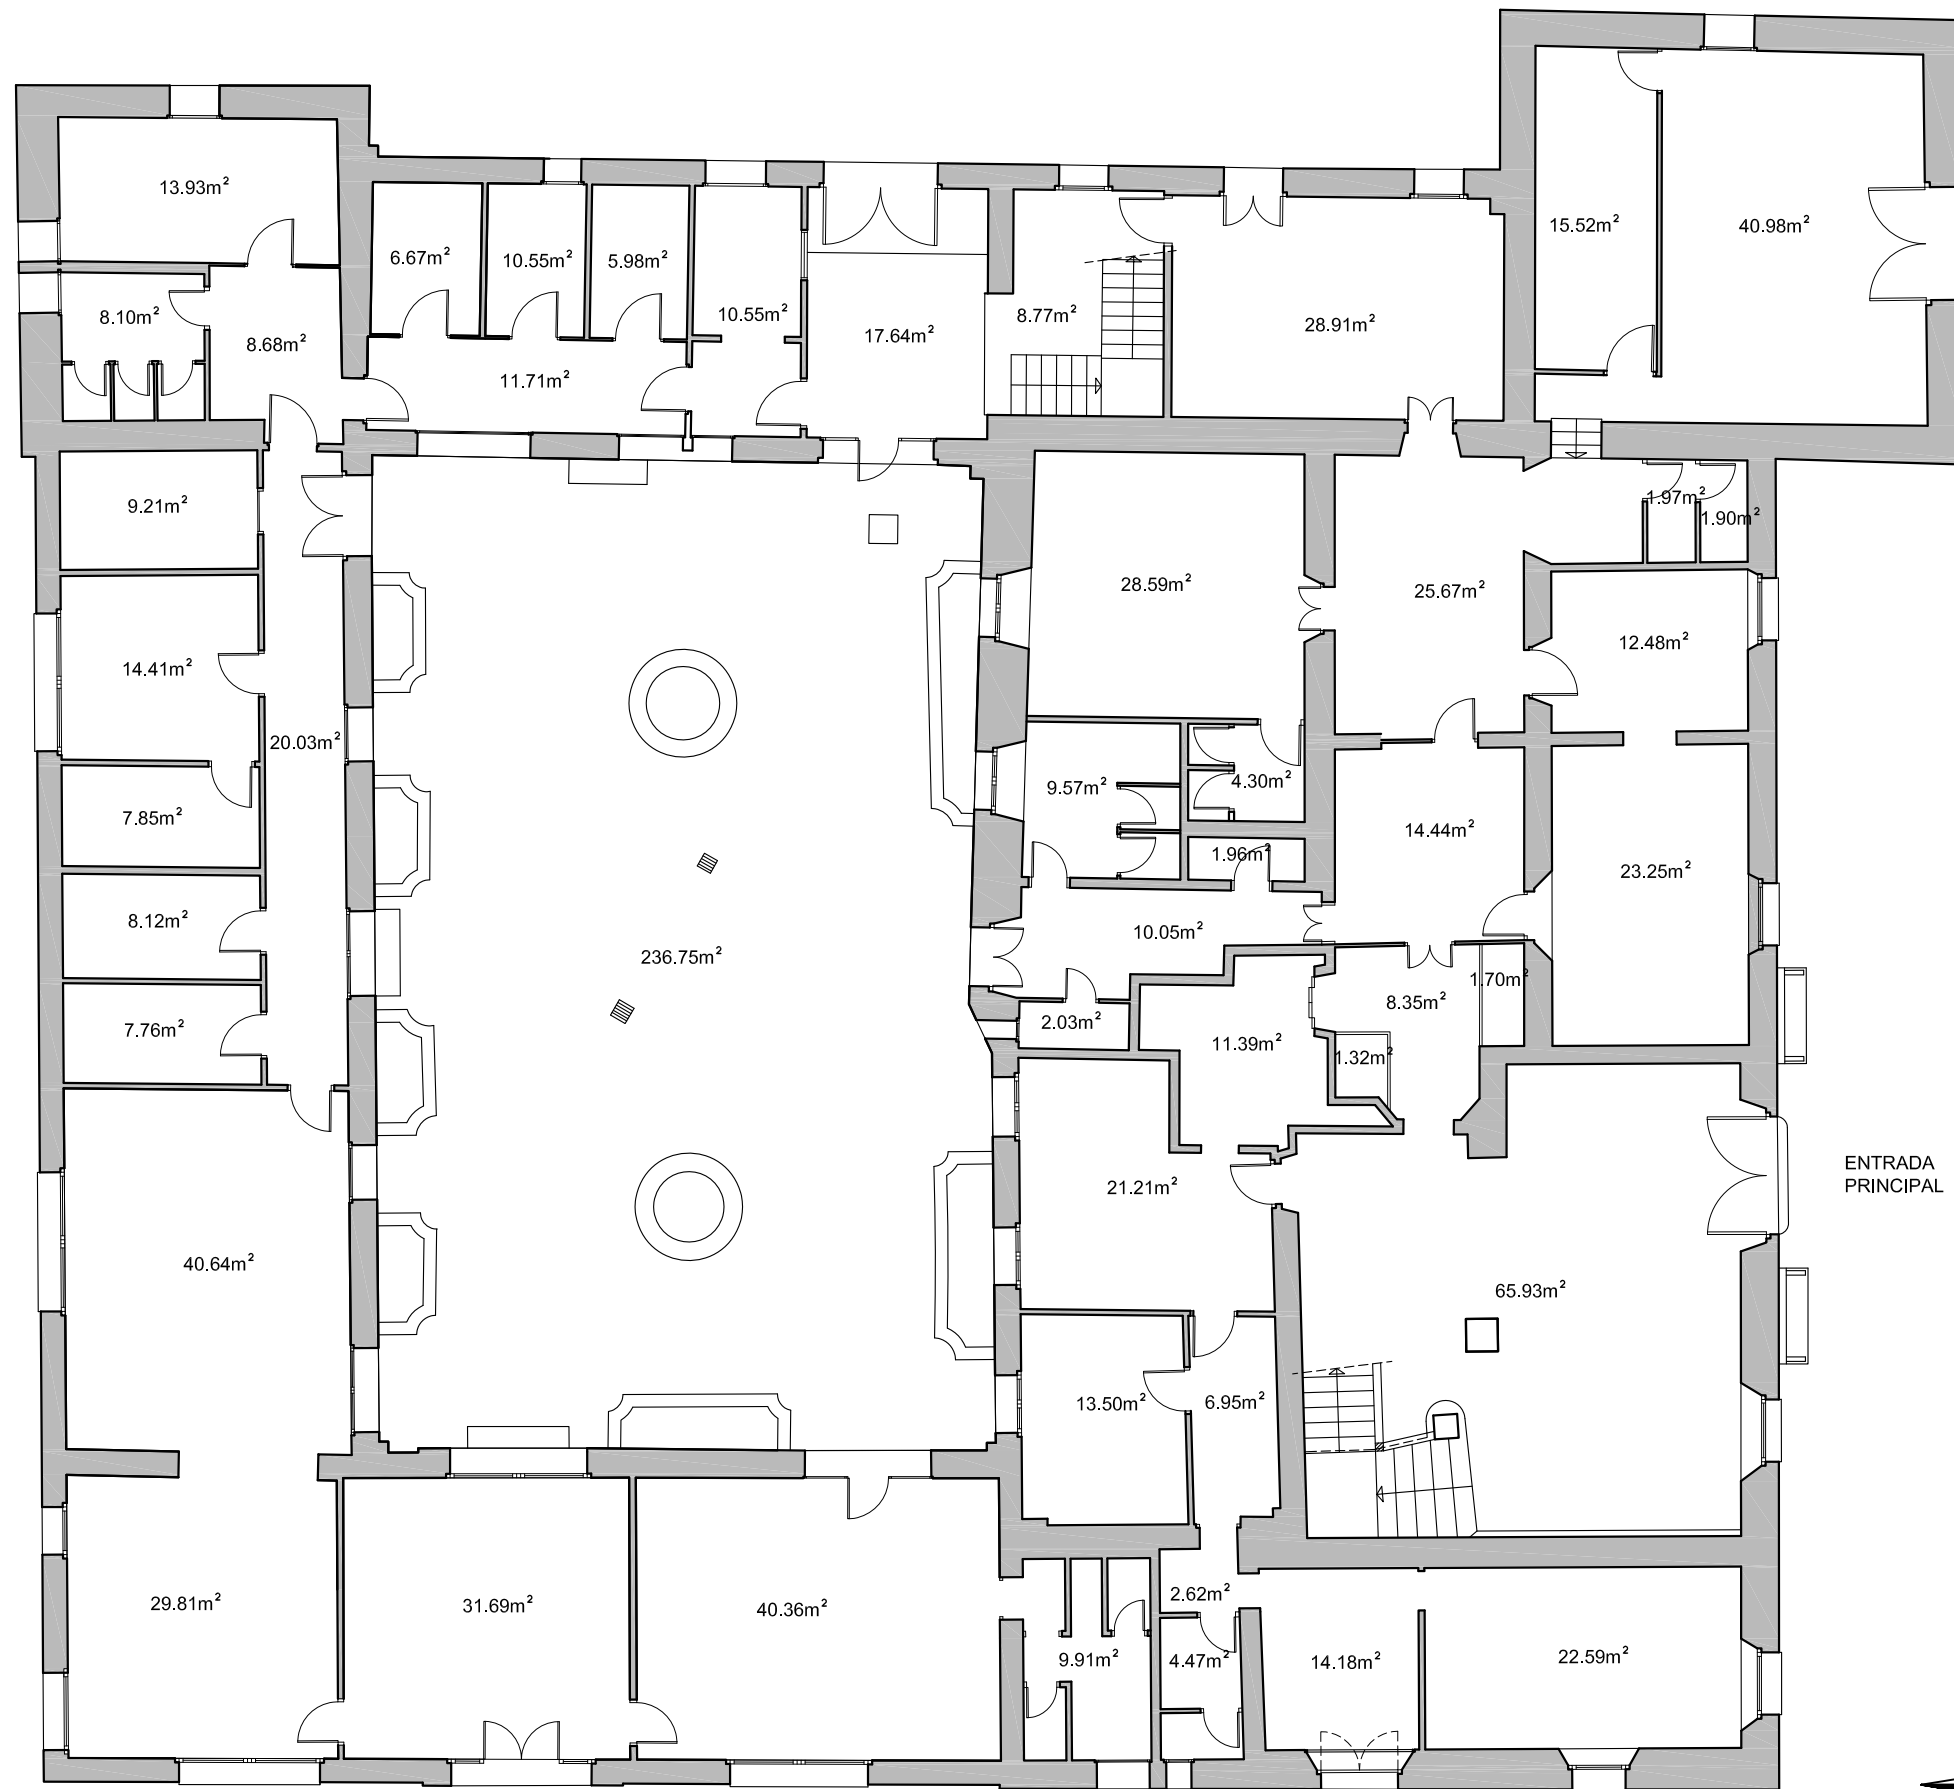 13.93m²
15.52m²
40.98m²
6.67m²
10.55m²
5.98m²
10.55m²
8.10m²
8.68m²
17.64m²
8.77m²
28.91m²
11.71m²
9.21m²
1.97m²
1.90m²
28.59m²
25.67m²
12.48m²
14.41m²
20.03m²
7.85m²
9.57m²
4.30m²
14.44m²
1.96m²
23.25m²
8.12m²
10.05m²
236.75m²
1.70m²
8.35m²
7.76m²
2.03m²
11.39m²
1.32m²
ENTRADA
PRINCIPAL
21.21m²
40.64m²
65.93m²
13.50m²
6.95m²
29.81m²
31.69m²
40.36m²
2.62m²
9.91m²
4.47m²
14.18m²
22.59m²